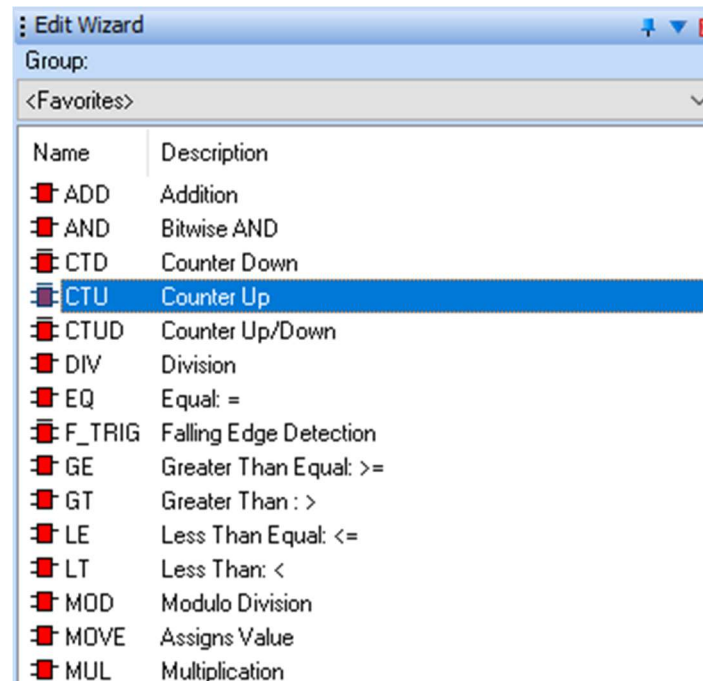 Edit Wizard
Group:
<Favorites>
Name Description
ADD Addition
AND Bitwise AND
CTD Counter Down
CTU Counter Up
CTUD Counter Up/Down
DIV Division
EQ Equal: =
F_TRIG Falling Edge Detection
GE Greater Than Equal: >=
GT Greater Than : >
LE Less Than Equal: <=
LT Less Than: <
MOD Modulo Division
MOVE Assigns Value
MUL Multiplication